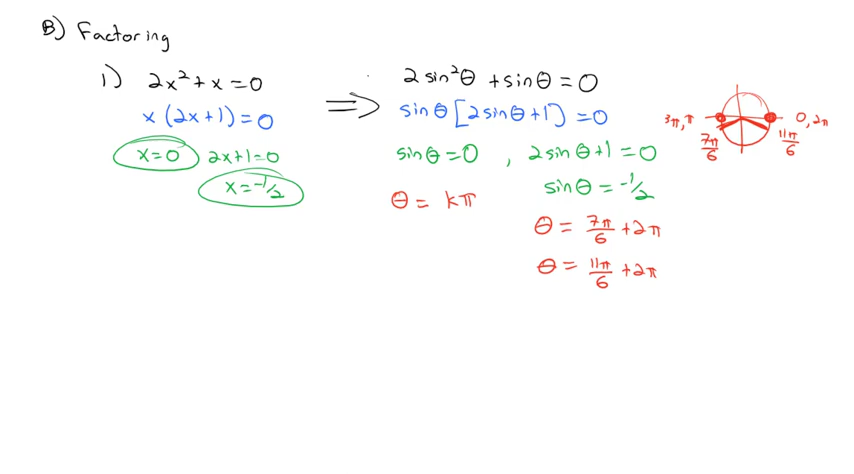 B) Factoring
1) 2x² + x = 0
x (2x+1) = 0
x = 0 2x+1 = 0
x = -1/2
⇒ 2 sin²θ + sinθ = 0
sinθ [2 sinθ + 1] = 0
sinθ = 0 , 2 sinθ + 1 = 0
sinθ = -1/2
θ = kπ
θ = 7π/6 + 2π
θ = 11π/6 + 2π
3π, π 0, 2π
7π/6 11π/6